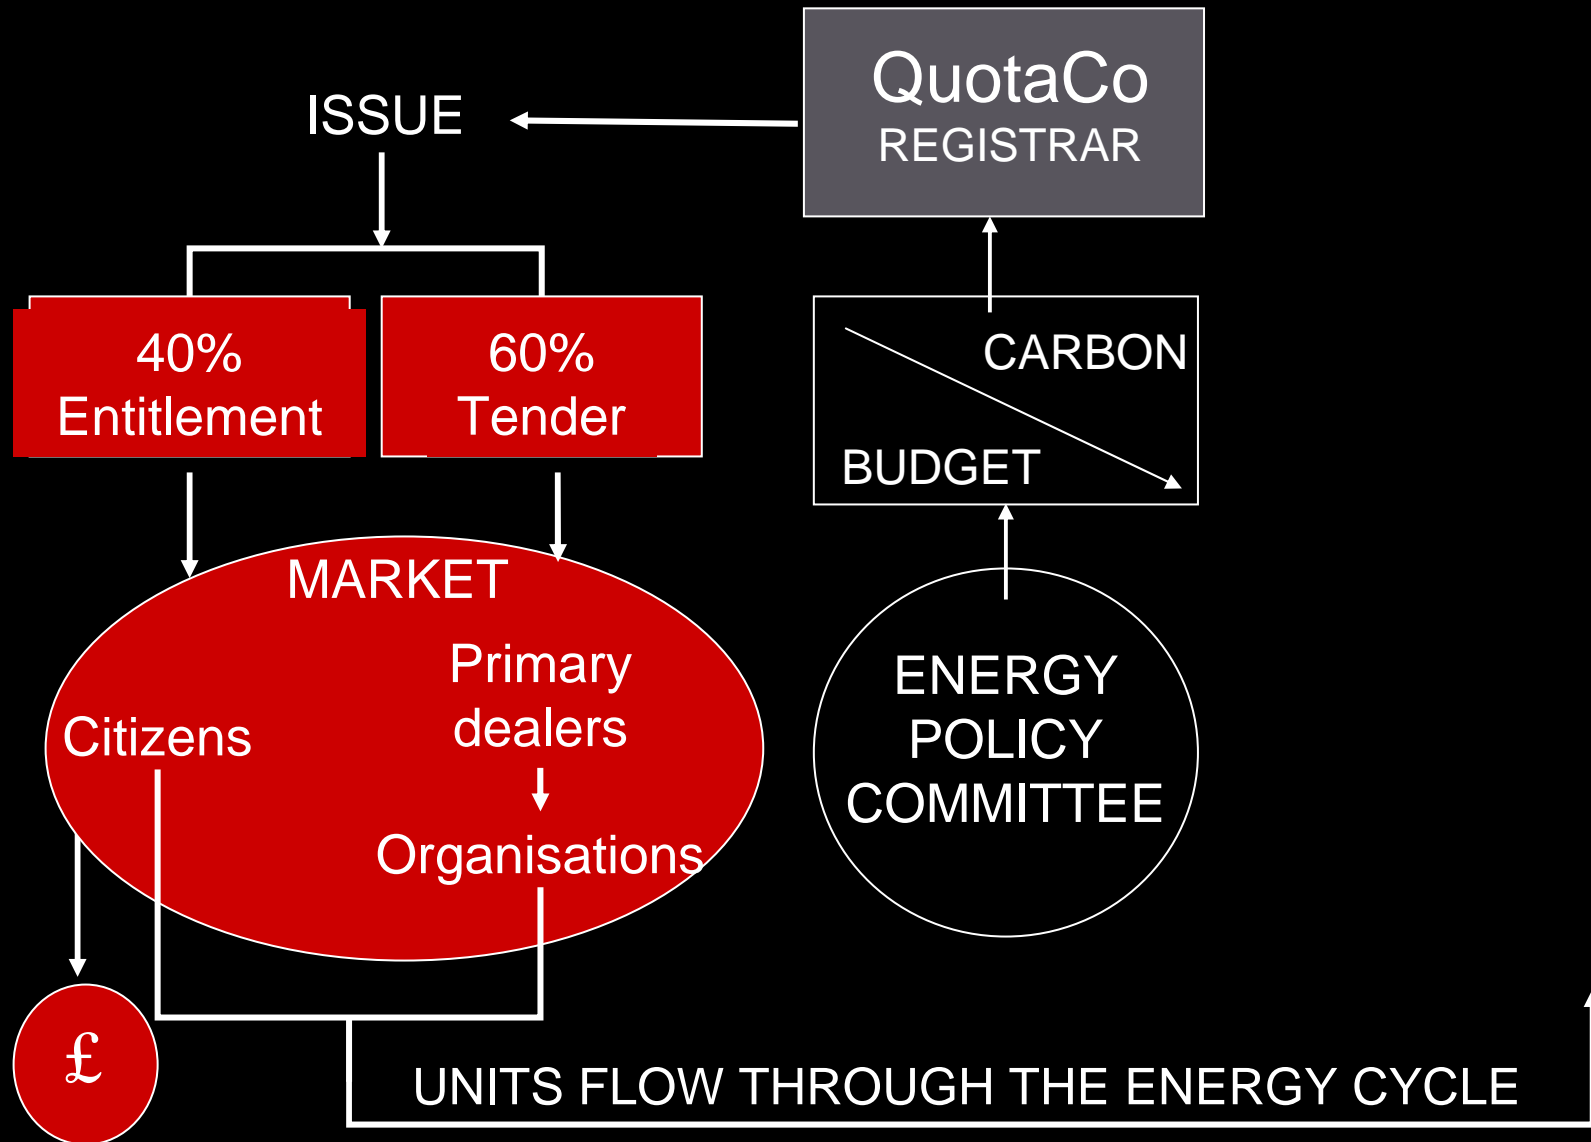 QuotaCo
REGISTRAR
ISSUE
40%
Entitlement
60%
Tender
CARBON
BUDGET
MARKET
Primary
dealers
Citizens
Organisations
ENERGY
POLICY
COMMITTEE
£
UNITS FLOW THROUGH THE ENERGY CYCLE